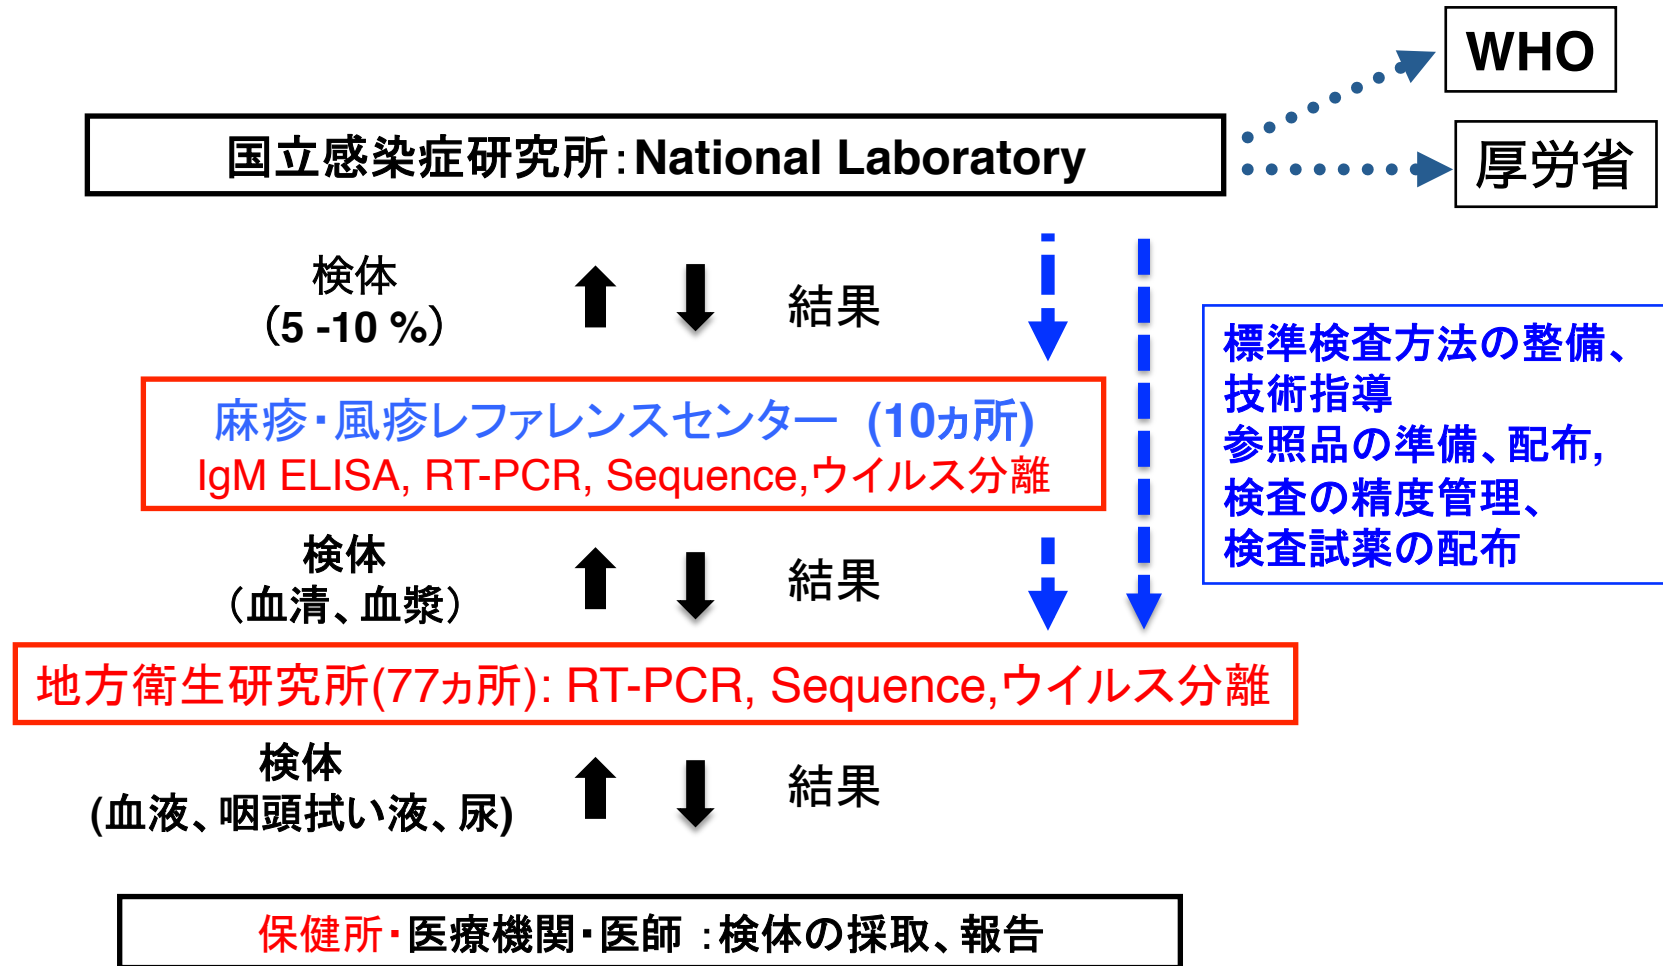 WHO
国立感染症研究所：National Laboratory
厚労省
検体
（5 -10 %）
結果
標準検査方法の整備、
技術指導
参照品の準備、配布,
検査の精度管理、
検査試薬の配布
麻疹・風疹レファレンスセンター (10ヵ所)
IgM ELISA, RT-PCR, Sequence,ウイルス分離
検体
（血清、血漿）
結果
地方衛生研究所(77ヵ所): RT-PCR, Sequence,ウイルス分離
検体
(血液、咽頭拭い液、尿)
結果
保健所・医療機関・医師 ：検体の採取、報告